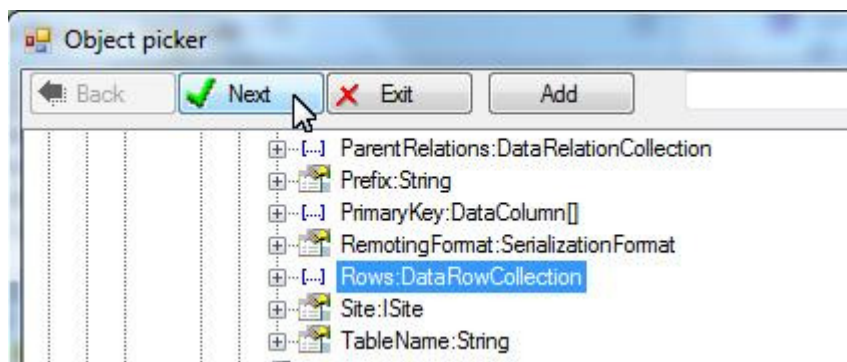 Object picker
Back Next Exit Add
ParentRelations:DataRelationCollection
Prefix:String
PrimaryKey:DataColumn[]
RemotingFormat:SerializationFormat
Rows:DataRowCollection
Site:ISite
TableName:String